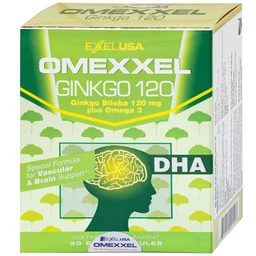 EXELUSA
OMEXXEL
GINKGO 120
Ginkgo Biloba 120 mg
plus Omega 3
Special Formula
for Vascular
& Brain Support
DHA
EXELUSA
OMEXXEL